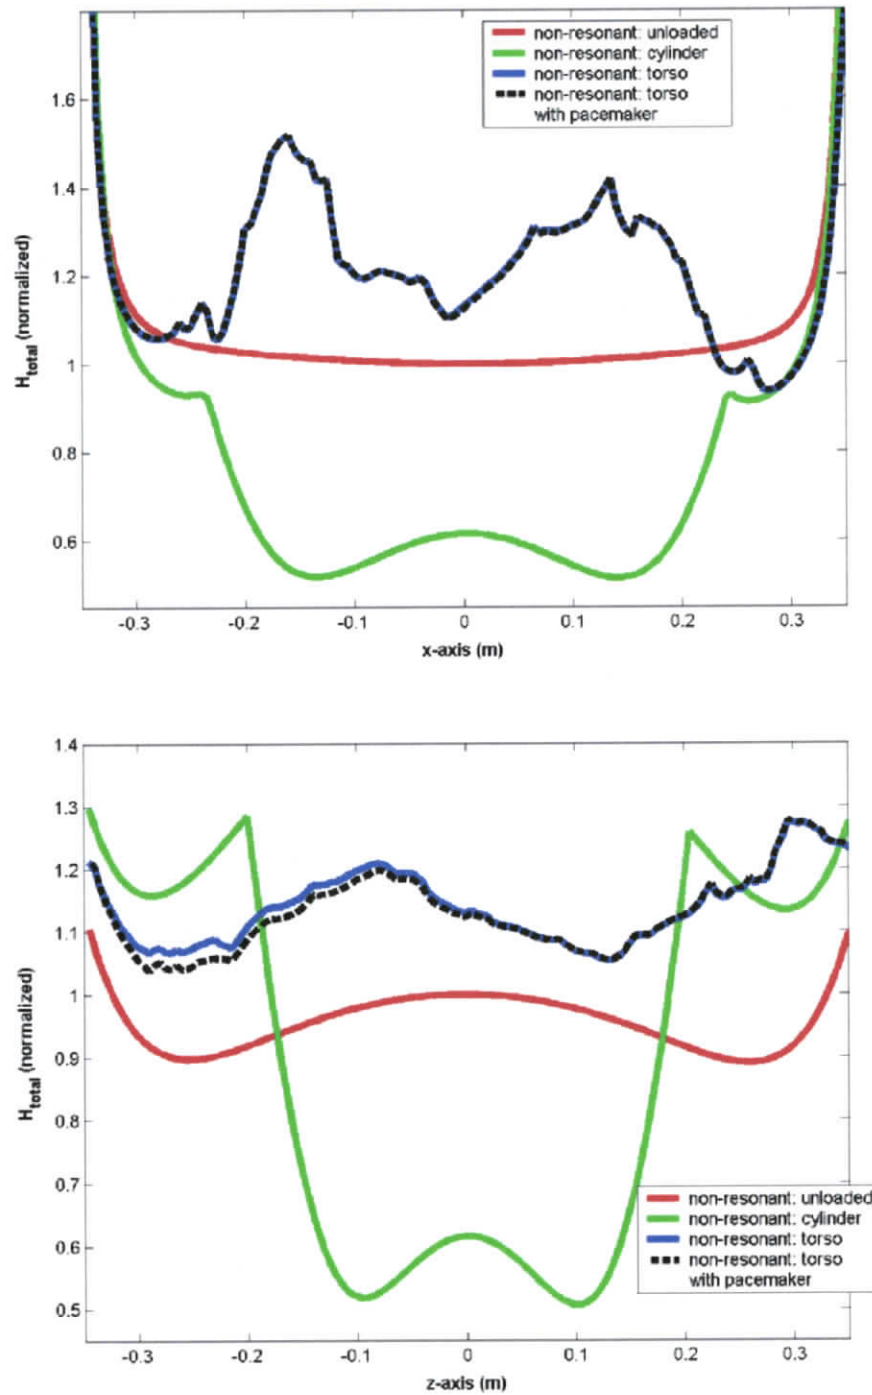 non-resonant: unloaded
non-resonant: cylinder
non-resonant: torso
non-resonant: torso
with pacemaker
1.6
1.4
1.2
1
0.8
0.6
H_total (normalized)
-0.3 -0.2 -0.1 0 0.1 0.2 0.3
x-axis (m)
1.4
1.3
1.2
1.1
1
0.9
0.8
0.7
0.6
0.5
H_total (normalized)
non-resonant: unloaded
non-resonant: cylinder
non-resonant: torso
non-resonant: torso
with pacemaker
-0.3 -0.2 -0.1 0 0.1 0.2 0.3
z-axis (m)